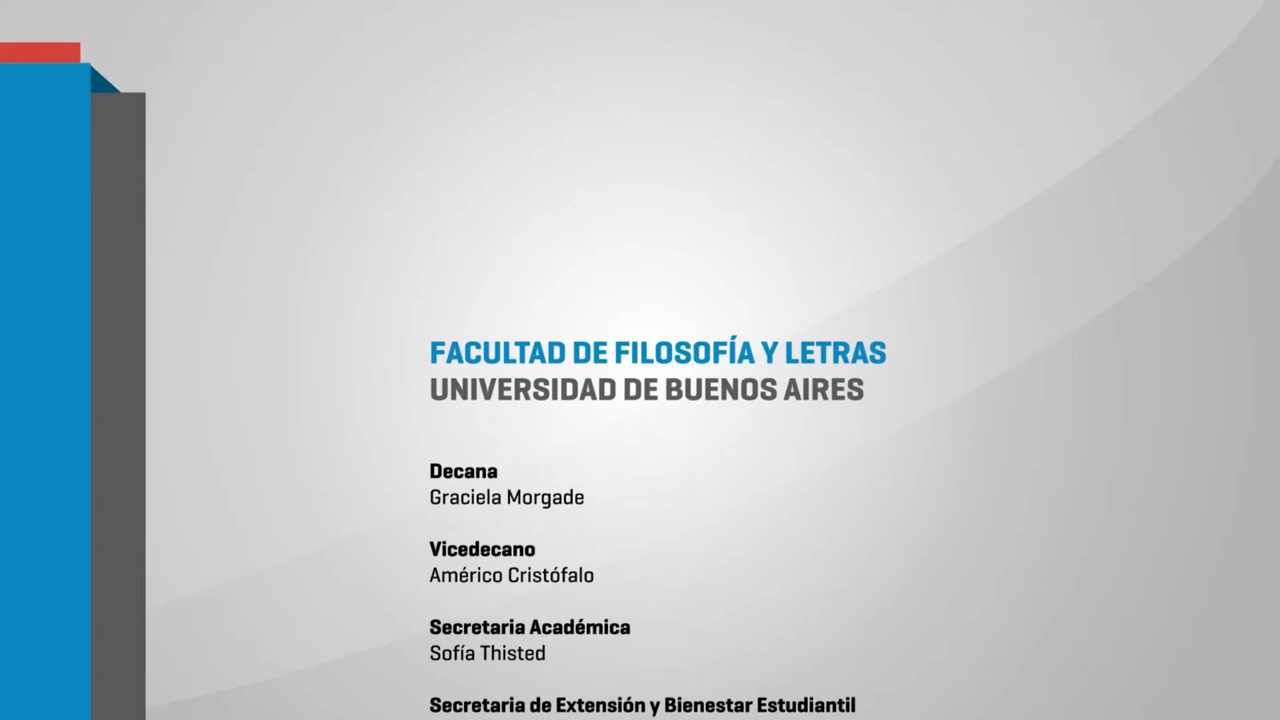 FACULTAD DE FILOSOFÍA Y LETRAS
UNIVERSIDAD DE BUENOS AIRES
Decana
Graciela Morgade
Vicedecano
Américo Cristófalo
Secretaria Académica
Sofía Thisted
Secretaria de Extensión y Bienestar Estudiantil